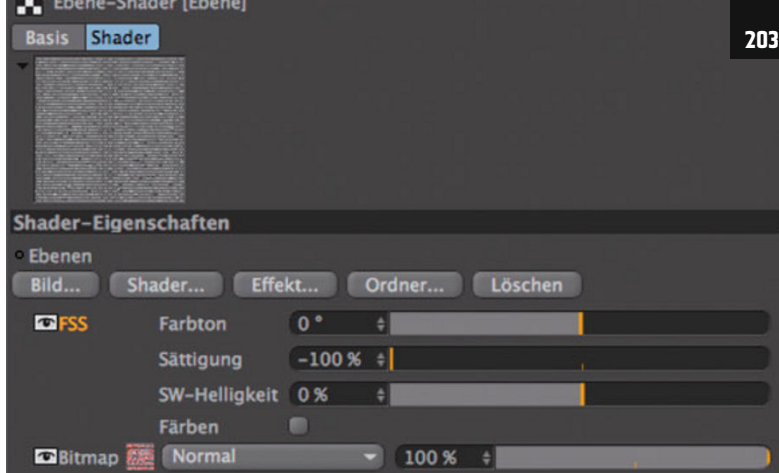 Ebene-Shader [Ebene]
203
Basis Shader
Shader-Eigenschaften
Ebenen
Bild... Shader... Effekt... Ordner... Löschen
FSS Farbton 0 °
Sättigung -100 %
SW-Helligkeit 0 %
Färben
Bitmap Normal 100 %